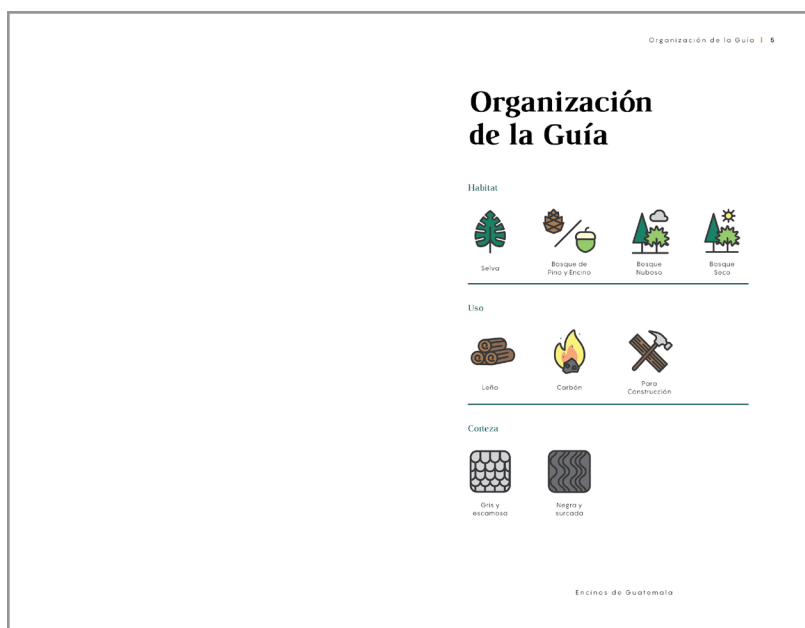 Organización de la Guía | 5
Organización
de la Guía
Habitat
Selva
Bosque de
Pino y Encino
Bosque
Nuboso
Bosque
Seco
Uso
Leña
Carbón
Para
Construcción
Corteza
Gris y
escamosa
Negra y
surcada
Encinos de Guatemala